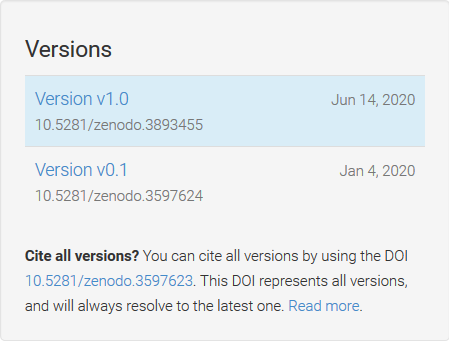 Versions
Version v1.0 Jun 14, 2020
10.5281/zenodo.3893455
Version v0.1 Jan 4, 2020
10.5281/zenodo.3597624
Cite all versions? You can cite all versions by using the DOI
10.5281/zenodo.3597623. This DOI represents all versions,
and will always resolve to the latest one. Read more.